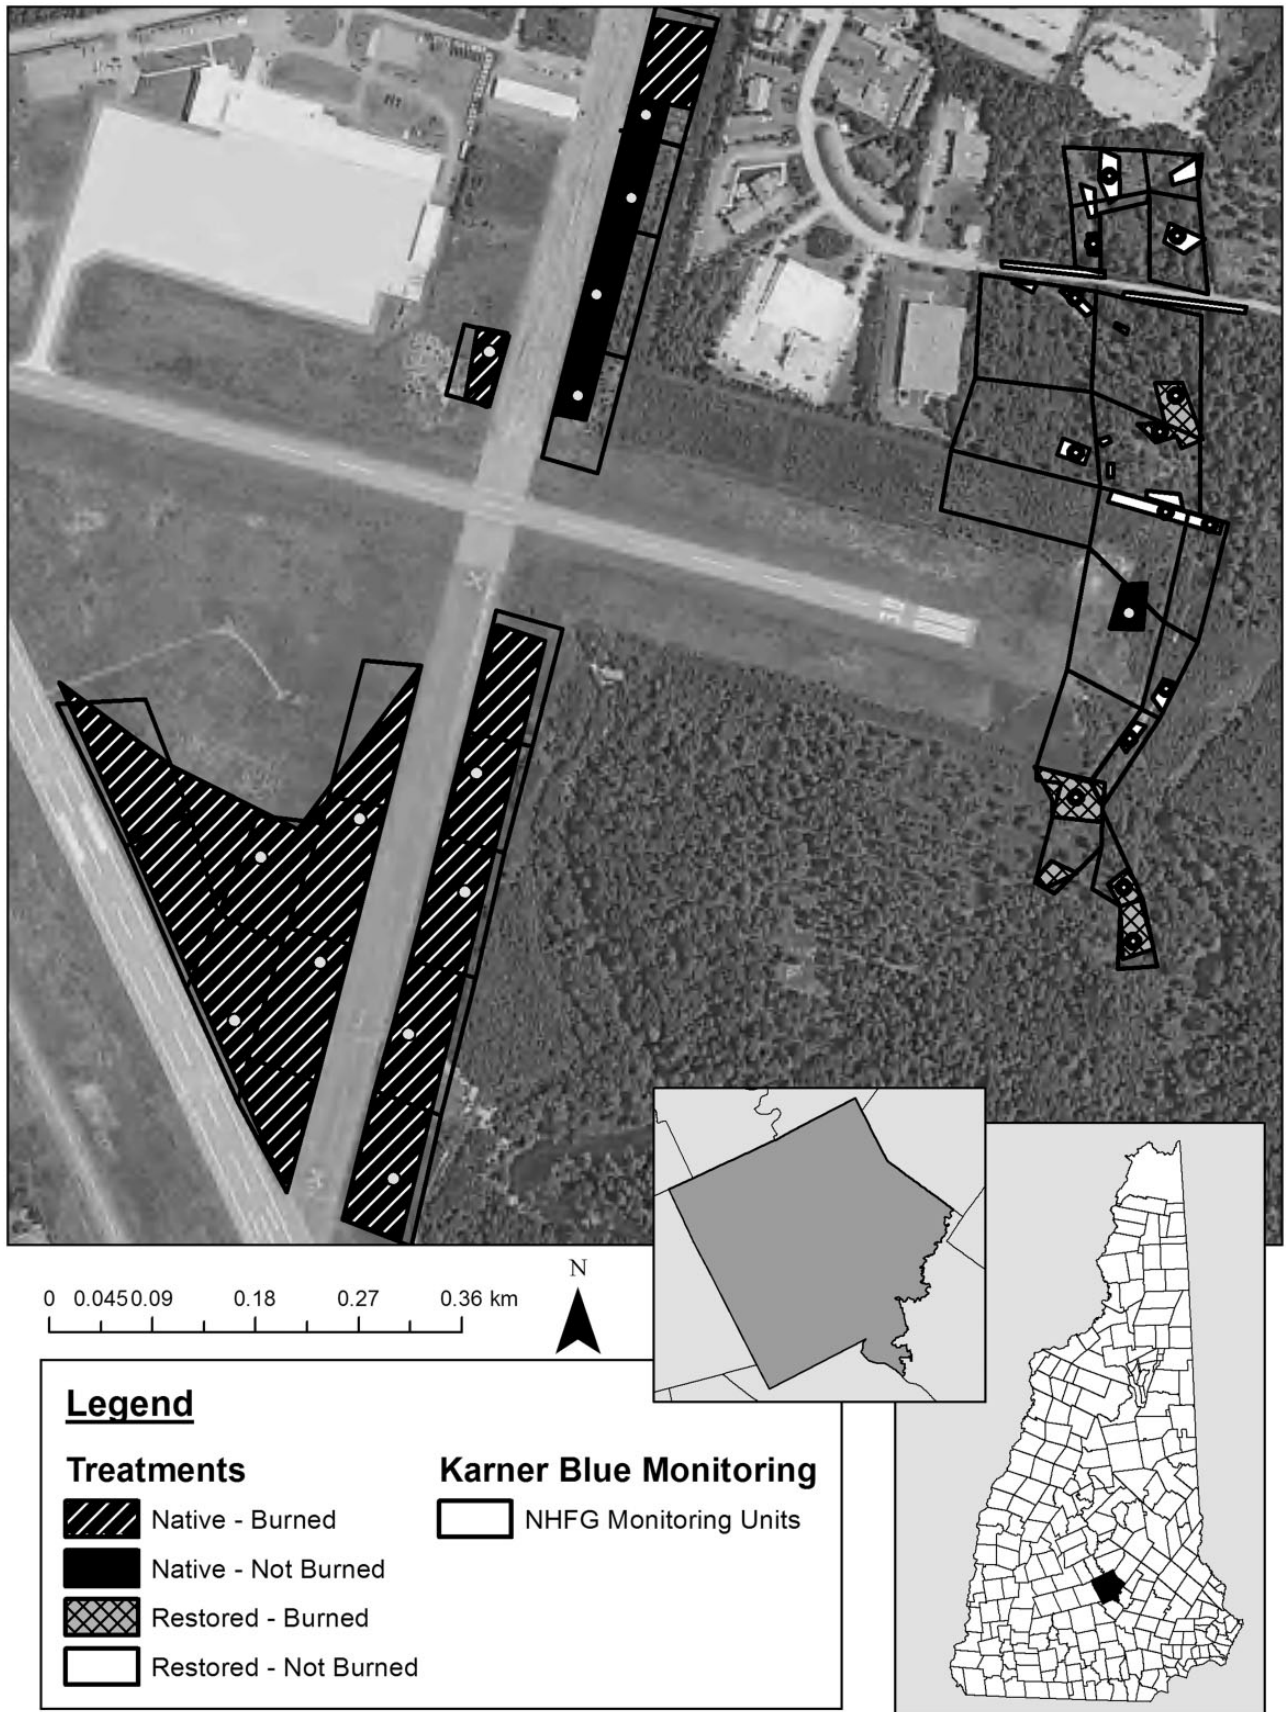 X
30
N
0 0.045 0.09 0.18 0.27 0.36 km
Legend
Treatments
Native - Burned
Native - Not Burned
Restored - Burned
Restored - Not Burned
Karner Blue Monitoring
NHFG Monitoring Units